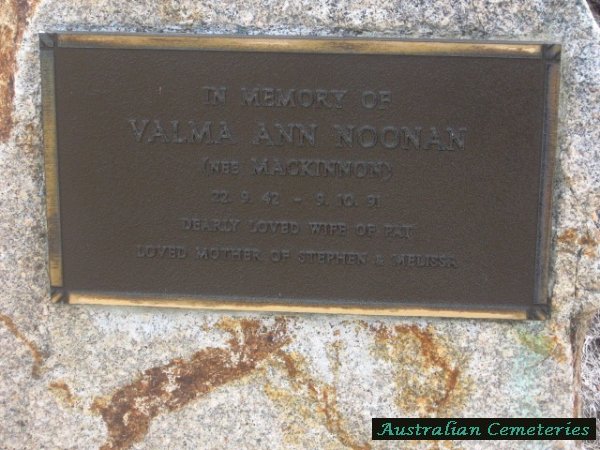 IN MEMORY OF
VALMA ANN NOONAN
(NEE MACKINNON)
22. 9. 42 - 9. 10. 91
DEARLY LOVED WIFE OF PAT
LOVED MOTHER OF STEPHEN & MELISSA
Australian Cemeteries